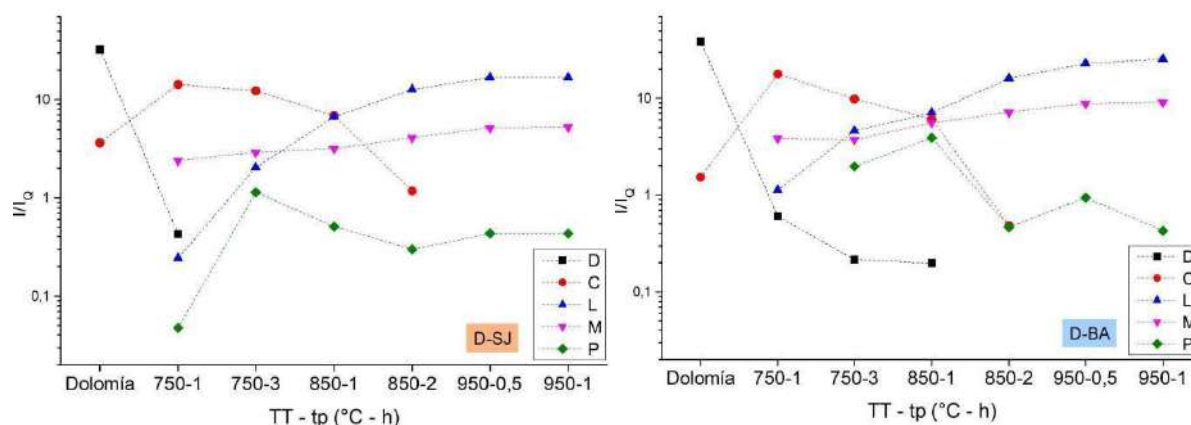 I/I_Q
10
1
0,1
D-SJ
D
C
L
M
P
Dolomía 750-1 750-3 850-1 850-2 950-0,5 950-1
TT - tp (°C - h)
I/I_Q
10
1
0,1
D-BA
D
C
L
M
P
Dolomía 750-1 750-3 850-1 850-2 950-0,5 950-1
TT - tp (°C - h)